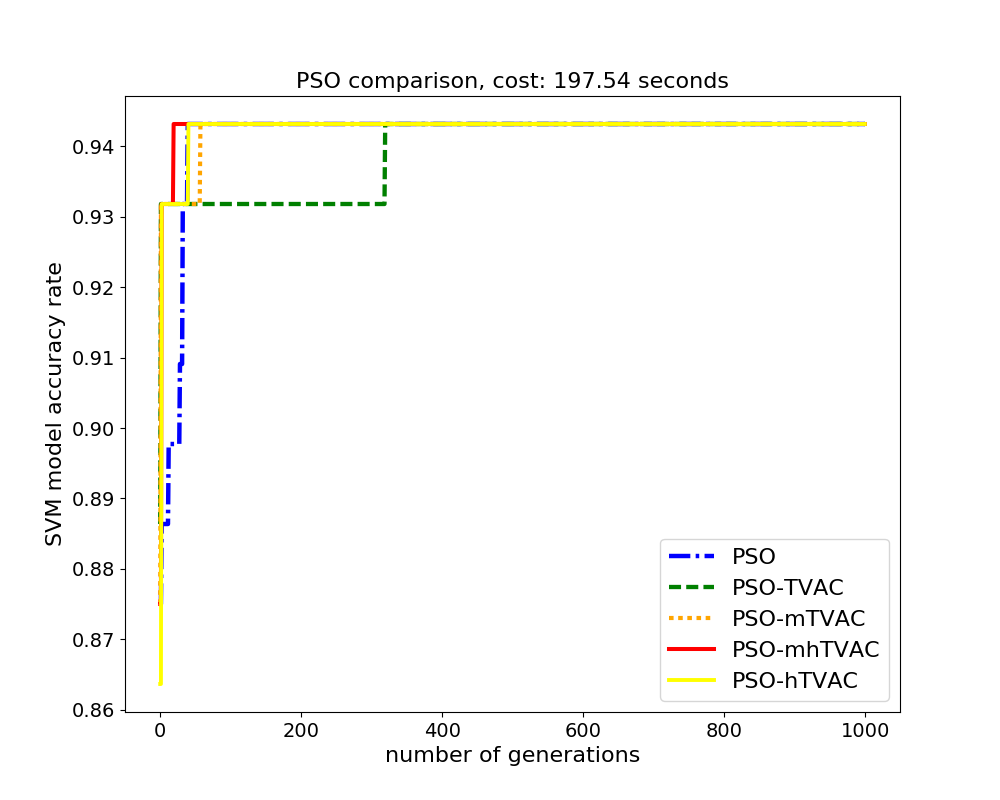 PSO comparison, cost: 197.54 seconds
SVM model accuracy rate
0.94
0.93
0.92
0.91
0.90
0.89
0.88
0.87
0.86
0
200
400
600
800
1000
number of generations
PSO
PSO-TVAC
PSO-mTVAC
PSO-mhTVAC
PSO-hTVAC